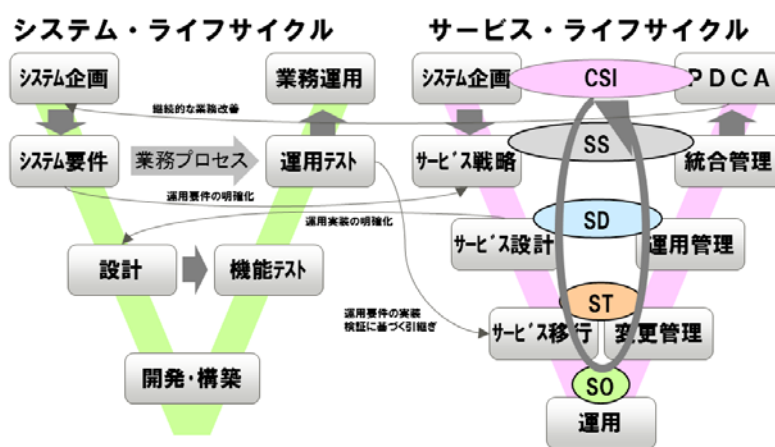 システム・ライフサイクル
サービス・ライフサイクル
システム企画
業務運用
システム企画
CSI
PDCA
継続的な業務改善
システム要件
業務プロセス
運用テスト
サービス戦略
SS
統合管理
運用要件の明確化
運用実装の明確化
SD
サービス設計
運用管理
設計
機能テスト
ST
運用要件の実装
検証に基づく引継ぎ
サービス移行
変更管理
開発・構築
SO
運用